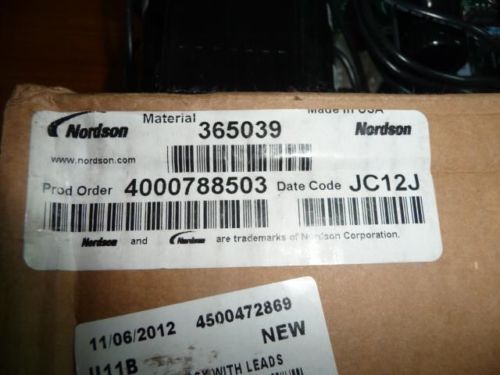 Nordson Material 365039 Made in USA Nordson
www.nordson.com
Prod Order 4000788503 Date Code JC12J
Nordson and Nordson are trademarks of Nordson Corporation.
11/06/2012 4500472869
NEW
U11B
WITH LEADS